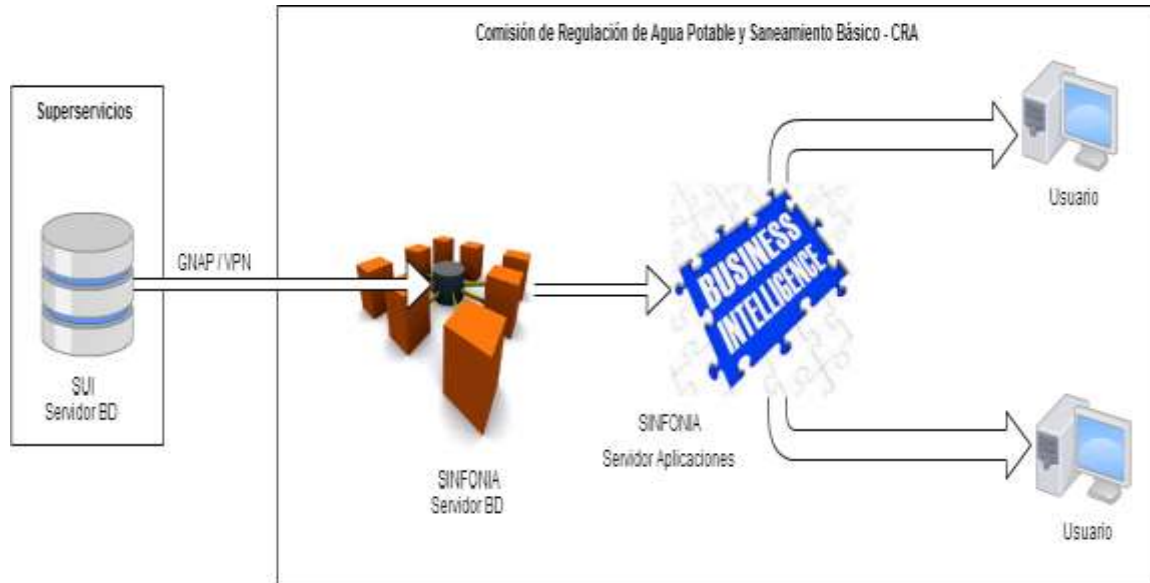 Comisión de Regulación de Agua Potable y Saneamiento Básico - CRA
Superservicios
GNAP / VPN
SUI
Servidor BD
SINFONIA
Servidor BD
BUSINESS
INTELLIGENCE
SINFONIA
Servidor Aplicaciones
Usuario
Usuario